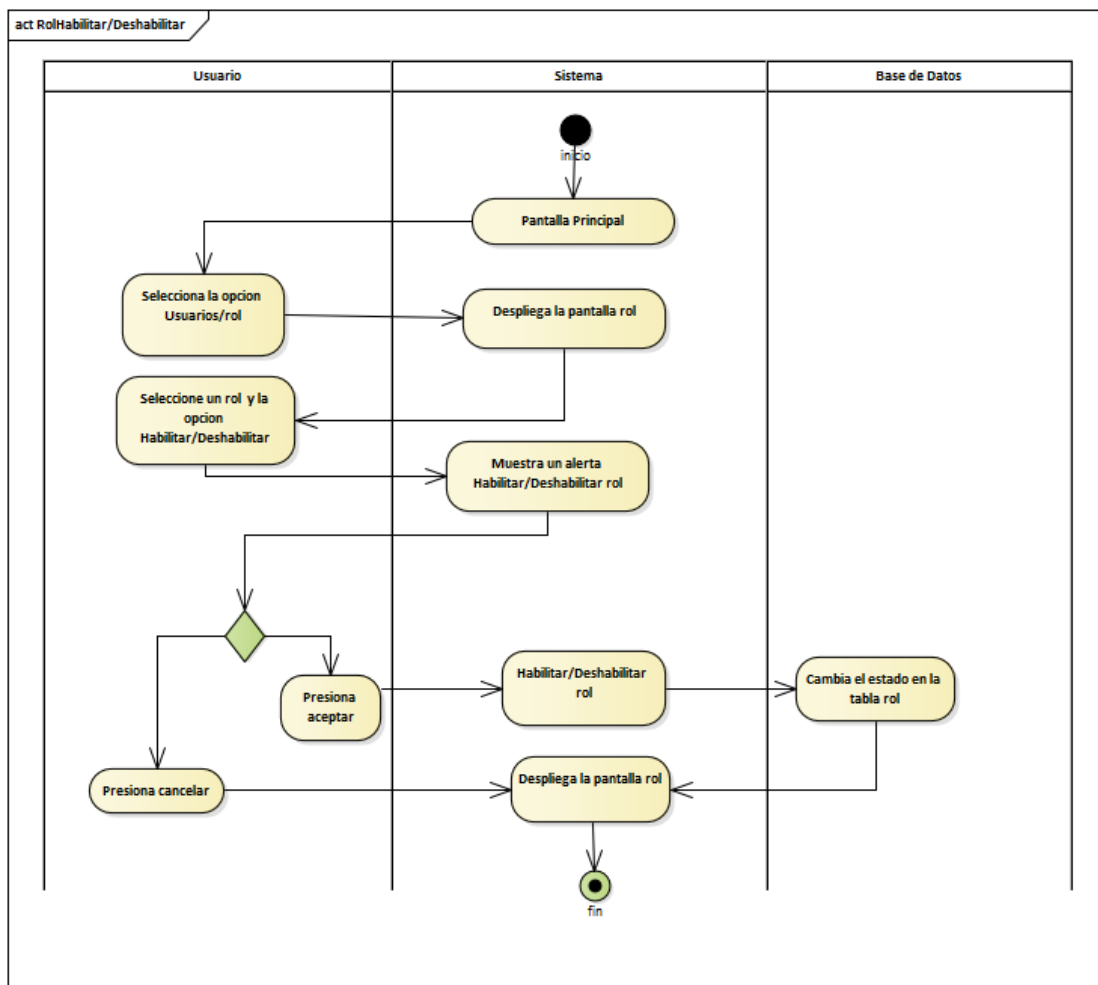 act RolHabilitar/Deshabilitar
Usuario
Sistema
Base de Datos
inicio
Pantalla Principal
Selecciona la opcion
Usuarios/rol
Despliega la pantalla rol
Seleccione un rol y la
opcion
Habilitar/Deshabilitar
Muestra un alerta
Habilitar/Deshabilitar rol
Presiona
aceptar
Habilitar/Deshabilitar
rol
Cambia el estado en la
tabla rol
Presiona cancelar
Despliega la pantalla rol
fin